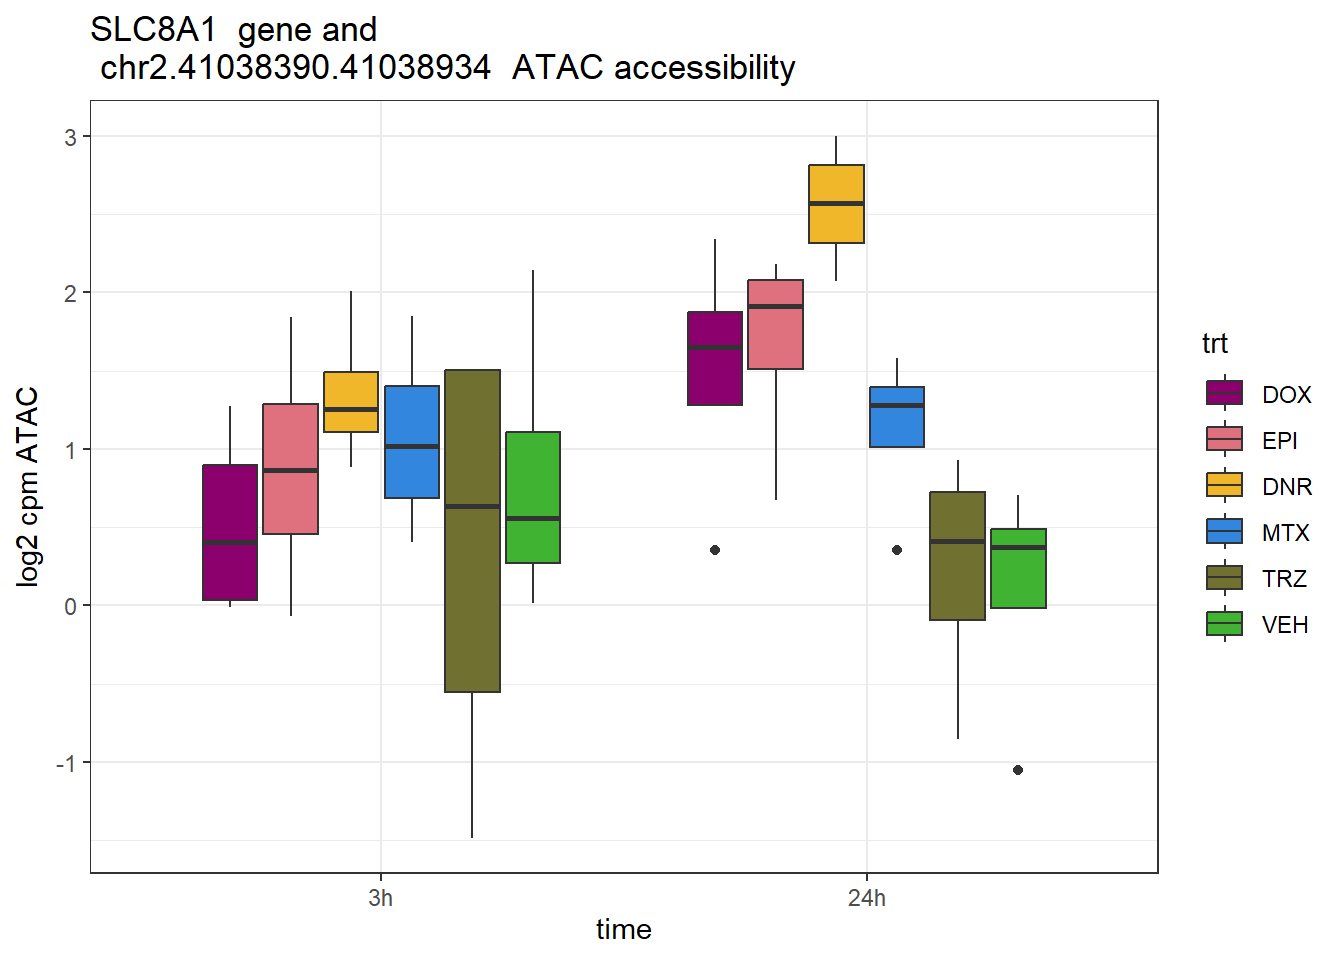 SLC8A1  gene and
chr2.41038390.41038934  ATAC accessibility
3
2
1
0
-1
log2 cpm ATAC
3h
24h
time
trt
DOX
EPI
DNR
MTX
TRZ
VEH